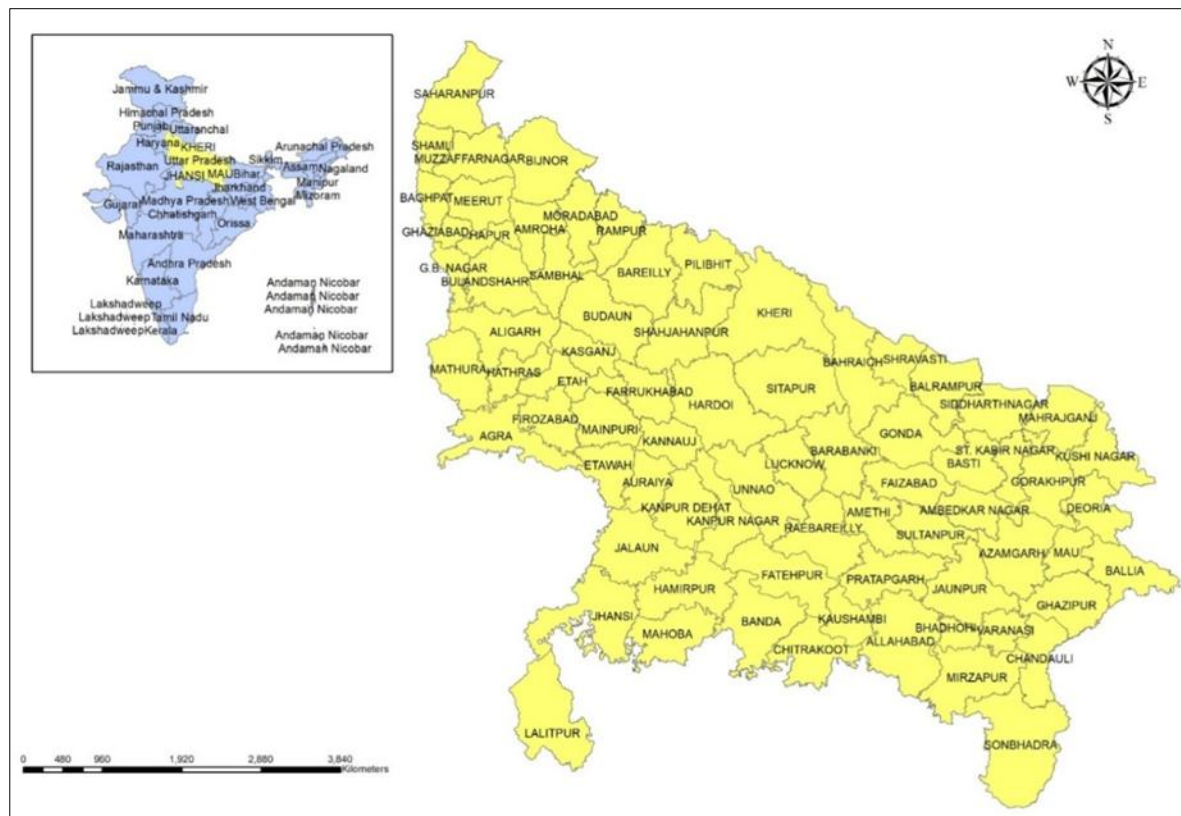 N
W E
S
Jammu & Kashmir
Himachal Pradesh
Punjab
Uttaranchal
Haryana
KHERI
Arunachal Pradesh
Sikkim
Rajasthan
Uttar Pradesh
Assam
Nagaland
JHANSI
MAU
Bihar
Manipur
Jharkhand
Mizoram
Gujarat
Madhya Pradesh
West Bengal
Chhatishgarh
Orissa
Maharashtra
Andhra Pradesh
Karnataka
Andaman Nicobar
Andaman Nicobar
Andaman Nicobar
Lakshadweep
Lakshadweep
Tamil Nadu
Lakshadweep
Kerala
Andaman Nicobar
Andaman Nicobar
SAHARANPUR
SHAMLI
MUZZAFFARNAGAR
BIJNOR
BAGHPAT
MEERUT
MORADABAD
GHAZIABAD
HAPUR
AMROHA
RAMPUR
G.B. NAGAR
BULANDSHAHR
SAMBHAL
BAREILLY
PILIBHIT
BUDAUN
KHERI
ALIGARH
SHAHJAHANPUR
KASGANJ
BAHRAICH
SHRAVASTI
MATHURA
HATHRAS
ETAH
FARRUKHABAD
SITAPUR
BALRAMPUR
HARDOI
SIDDHARTHNAGAR
MAHRAJGANJ
FIROZABAD
MAINPURI
AGRA
KANNAUJ
GONDA
ST. KABIR NAGAR
KUSHI NAGAR
ETAWAH
LUCKNOW
BARABANKI
BASTI
AURAIYA
UNNAO
FAIZABAD
GORAKHPUR
KANPUR DEHAT
KANPUR NAGAR
RAEBAREILLY
AMETHI
AMBEDKAR NAGAR
DEORIA
SULTANPUR
JALAUN
AZAMGARH
MAU
BALLIA
HAMIRPUR
FATEHPUR
PRATAPGARH
JAUNPUR
GHAZIPUR
JHANSI
MAHOBA
BANDA
KAUSHAMBI
ALLAHABAD
BHADHOHI
VARANASI
CHITRAKOOT
CHANDAULI
MIRZAPUR
LALITPUR
SONBHADRA
0 480 960 1,920 2,880 3,840
Kilometers